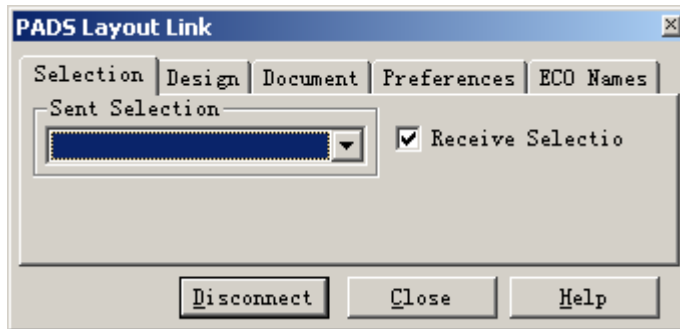 PADS Layout Link
Selection Design Document Preferences ECO Names
Sent Selection
Receive Selectio
Disconnect Close Help